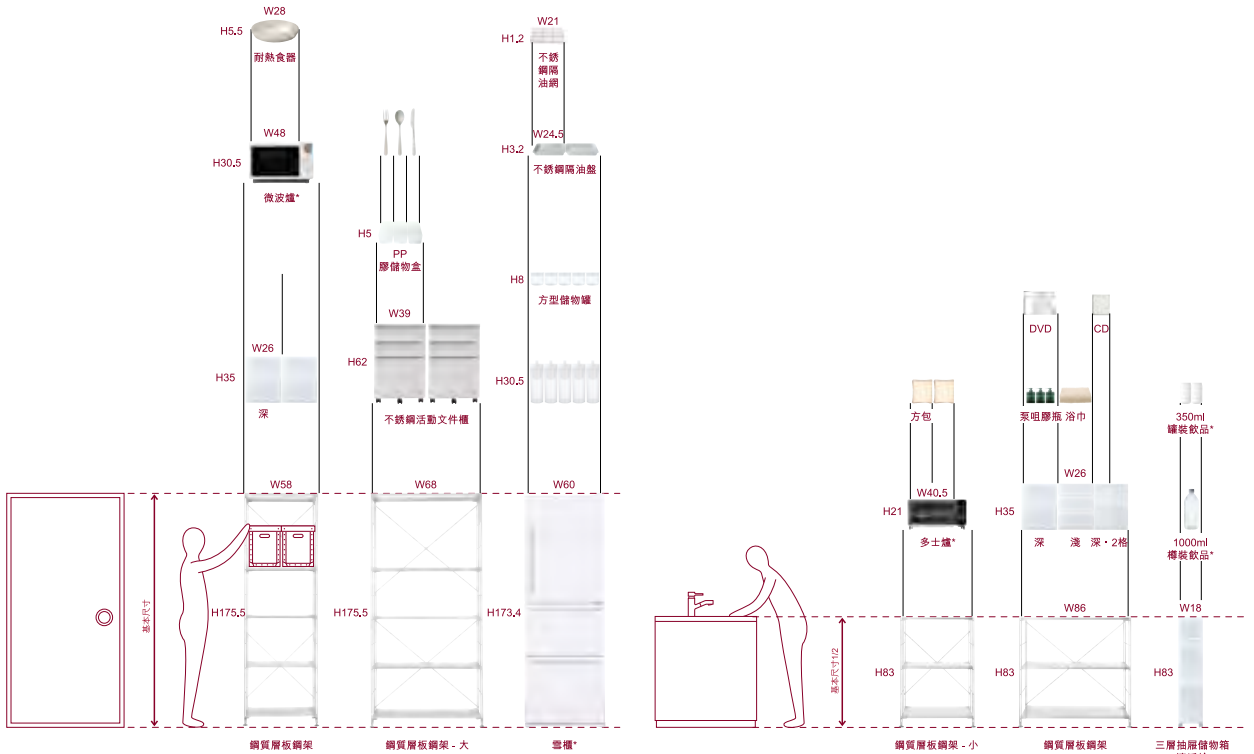 W28
H5.5
耐熱食器
W48
H30.5
微波爐*
W26
H35
深
W58
H175.5
基本尺寸
鋼質層板鋼架
H5
PP
膠儲物盒
W39
H62
不銹鋼活動文件櫃
W68
H175.5
鋼質層板鋼架 - 大
W21
H1.2
不銹
鋼隔
油網
W24.5
H3.2
不銹鋼隔油盤
H8
方型儲物罐
H30.5
W60
H173.4
雪櫃*
基本尺寸1/2
方包
W40.5
H21
多士爐*
H83
鋼質層板鋼架 - 小
DVD
CD
泵咀膠瓶 浴巾
W26
H35
深
淺
深・2格
W86
H83
鋼質層板鋼架
350ml
罐裝飲品*
1000ml
樽裝飲品*
W18
H83
三層抽屜儲物箱